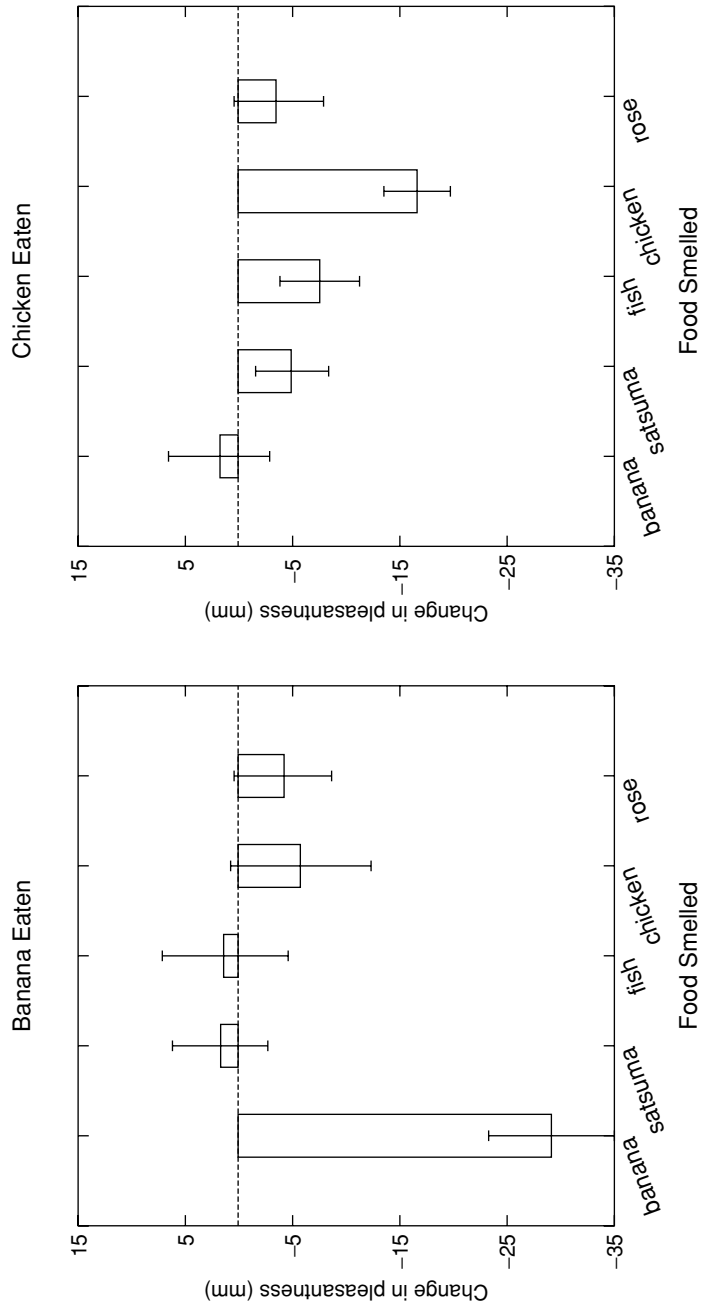 Banana Eaten
Change in pleasantness (mm)
15
5
−5
−15
−25
−35
banana
satsuma
fish
chicken
rose
Food Smelled
Chicken Eaten
Change in pleasantness (mm)
15
5
−5
−15
−25
−35
banana
satsuma
fish
chicken
rose
Food Smelled